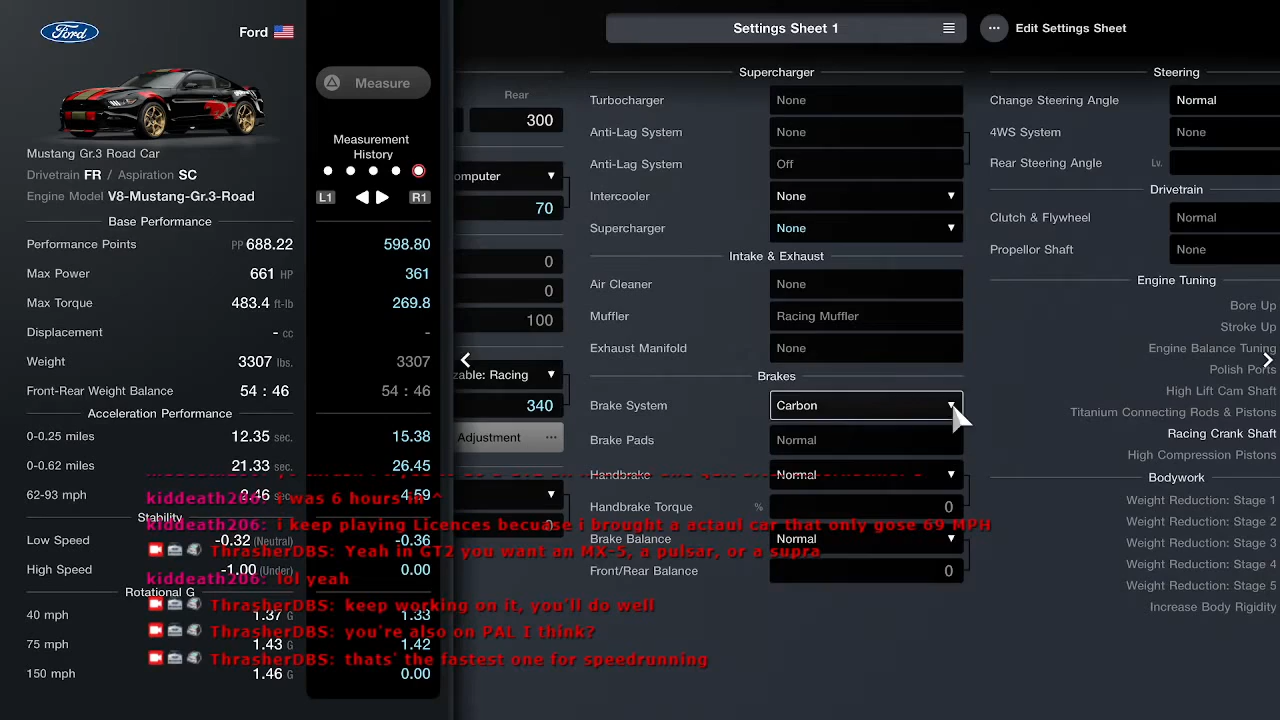 Ford
Ford
Mustang Gr.3 Road Car
Drivetrain FR / Aspiration SC
Engine Model V8-Mustang-Gr.3-Road
Base Performance
Performance Points PP 688.22
Max Power 661 HP
Max Torque 483.4 ft-lb
Displacement - cc
Weight 3307 lbs.
Front-Rear Weight Balance 54 : 46
Acceleration Performance
0-0.25 miles 12.35 sec.
0-0.62 miles 21.33 sec.
62-93 mph 2.46 sec.
Stability
Low Speed -0.32 (Neutral)
High Speed -1.00 (Under)
Rotational G
40 mph 1.37 G
75 mph 1.43 G
150 mph 1.46 G
Measure
Measurement
History
L1 R1
598.80
361
269.8
-
3307
54 : 46
15.38
26.45
4.59
-0.36
0.00
1.33
1.42
0.00
Rear
300
omputer
70
0
0
100
zable: Racing
340
Adjustment ...
0
Settings Sheet 1
Edit Settings Sheet
Supercharger
Turbocharger None
Anti-Lag System None
Anti-Lag System Off
Intercooler None
Supercharger None
Intake & Exhaust
Air Cleaner None
Muffler Racing Muffler
Exhaust Manifold None
Brakes
Brake System Carbon
Brake Pads Normal
Handbrake Normal
Handbrake Torque % 0
Brake Balance Normal
Front/Rear Balance 0
Steering
Change Steering Angle Normal
4WS System None
Rear Steering Angle Lv.
Drivetrain
Clutch & Flywheel Normal
Propellor Shaft None
Engine Tuning
Bore Up
Stroke Up
Engine Balance Tuning
Polish Ports
High Lift Cam Shaft
Titanium Connecting Rods & Pistons
Racing Crank Shaft
High Compression Pistons
Bodywork
Weight Reduction: Stage 1
Weight Reduction: Stage 2
Weight Reduction: Stage 3
Weight Reduction: Stage 4
Weight Reduction: Stage 5
Increase Body Rigidity
kiddeath206: i was 6 hours in ^
kiddeath206: i keep playing Licences becuase i brought a actaul car that only gose 69 MPH
ThrasherDBS: Yeah in GT2 you want an MX-5, a pulsar, or a supra
kiddeath206: lol yeah
ThrasherDBS: keep working on it, you'll do well
ThrasherDBS: you're also on PAL I think?
ThrasherDBS: thats' the fastest one for speedrunning